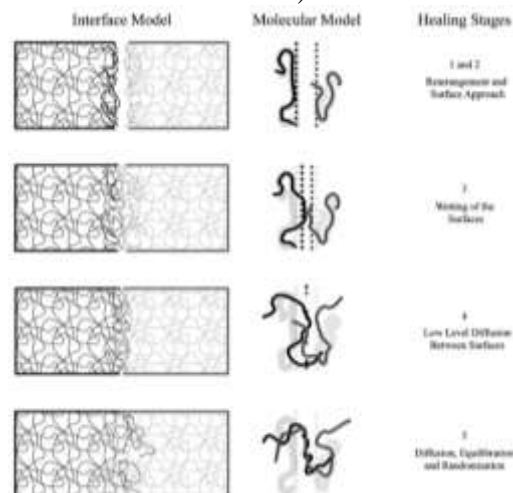 )
Interface Model
Molecular Model
Healing Stages
1 and 2
Rearrangement and
Surface Approach
3
Wetting of the
Surfaces
4
Low Level Diffusion
Between Surfaces
5
Diffusion, Equilibration
and Randomization